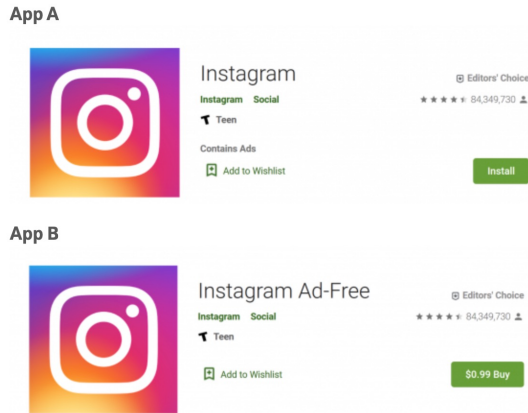 App A
Instagram
Editors' Choice
Instagram Social
84,349,730
Teen
Contains Ads
Add to Wishlist
Install
App B
Instagram Ad-Free
Editors' Choice
Instagram Social
84,349,730
Teen
Add to Wishlist
$0.99 Buy